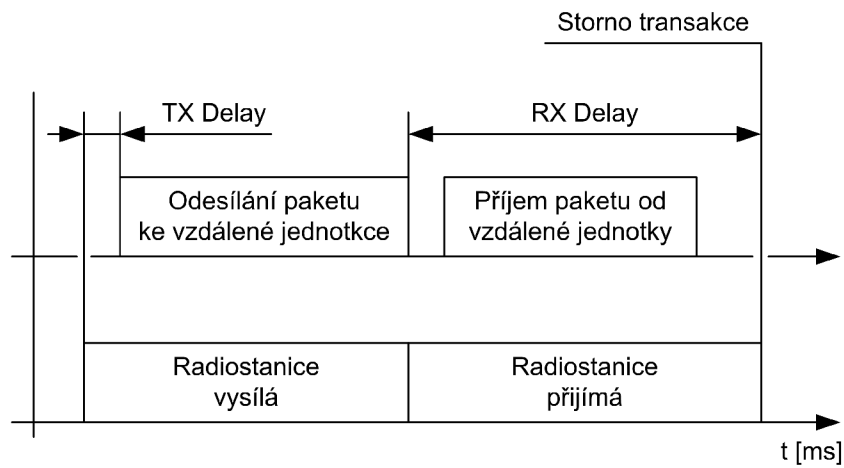 Storno transakce
TX Delay
RX Delay
Odesílání paketu
ke vzdálené jednotkce
Příjem paketu od
vzdálené jednotky
Radiostanice
vysílá
Radiostanice
přijímá
t [ms]